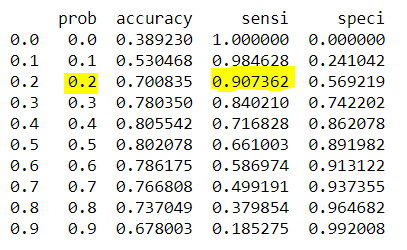 prob accuracy sensi speci
0.0 0.0 0.389230 1.000000 0.000000
0.1 0.1 0.530468 0.984628 0.241042
0.2 0.2 0.700835 0.907362 0.569219
0.3 0.3 0.780350 0.840210 0.742202
0.4 0.4 0.805542 0.716828 0.862078
0.5 0.5 0.802078 0.661003 0.891982
0.6 0.6 0.786175 0.586974 0.913122
0.7 0.7 0.766808 0.499191 0.937355
0.8 0.8 0.737049 0.379854 0.964682
0.9 0.9 0.678003 0.185275 0.992008